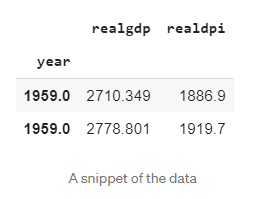 realgdp realdpi
year
1959.0 2710.349 1886.9
1959.0 2778.801 1919.7
A snippet of the data